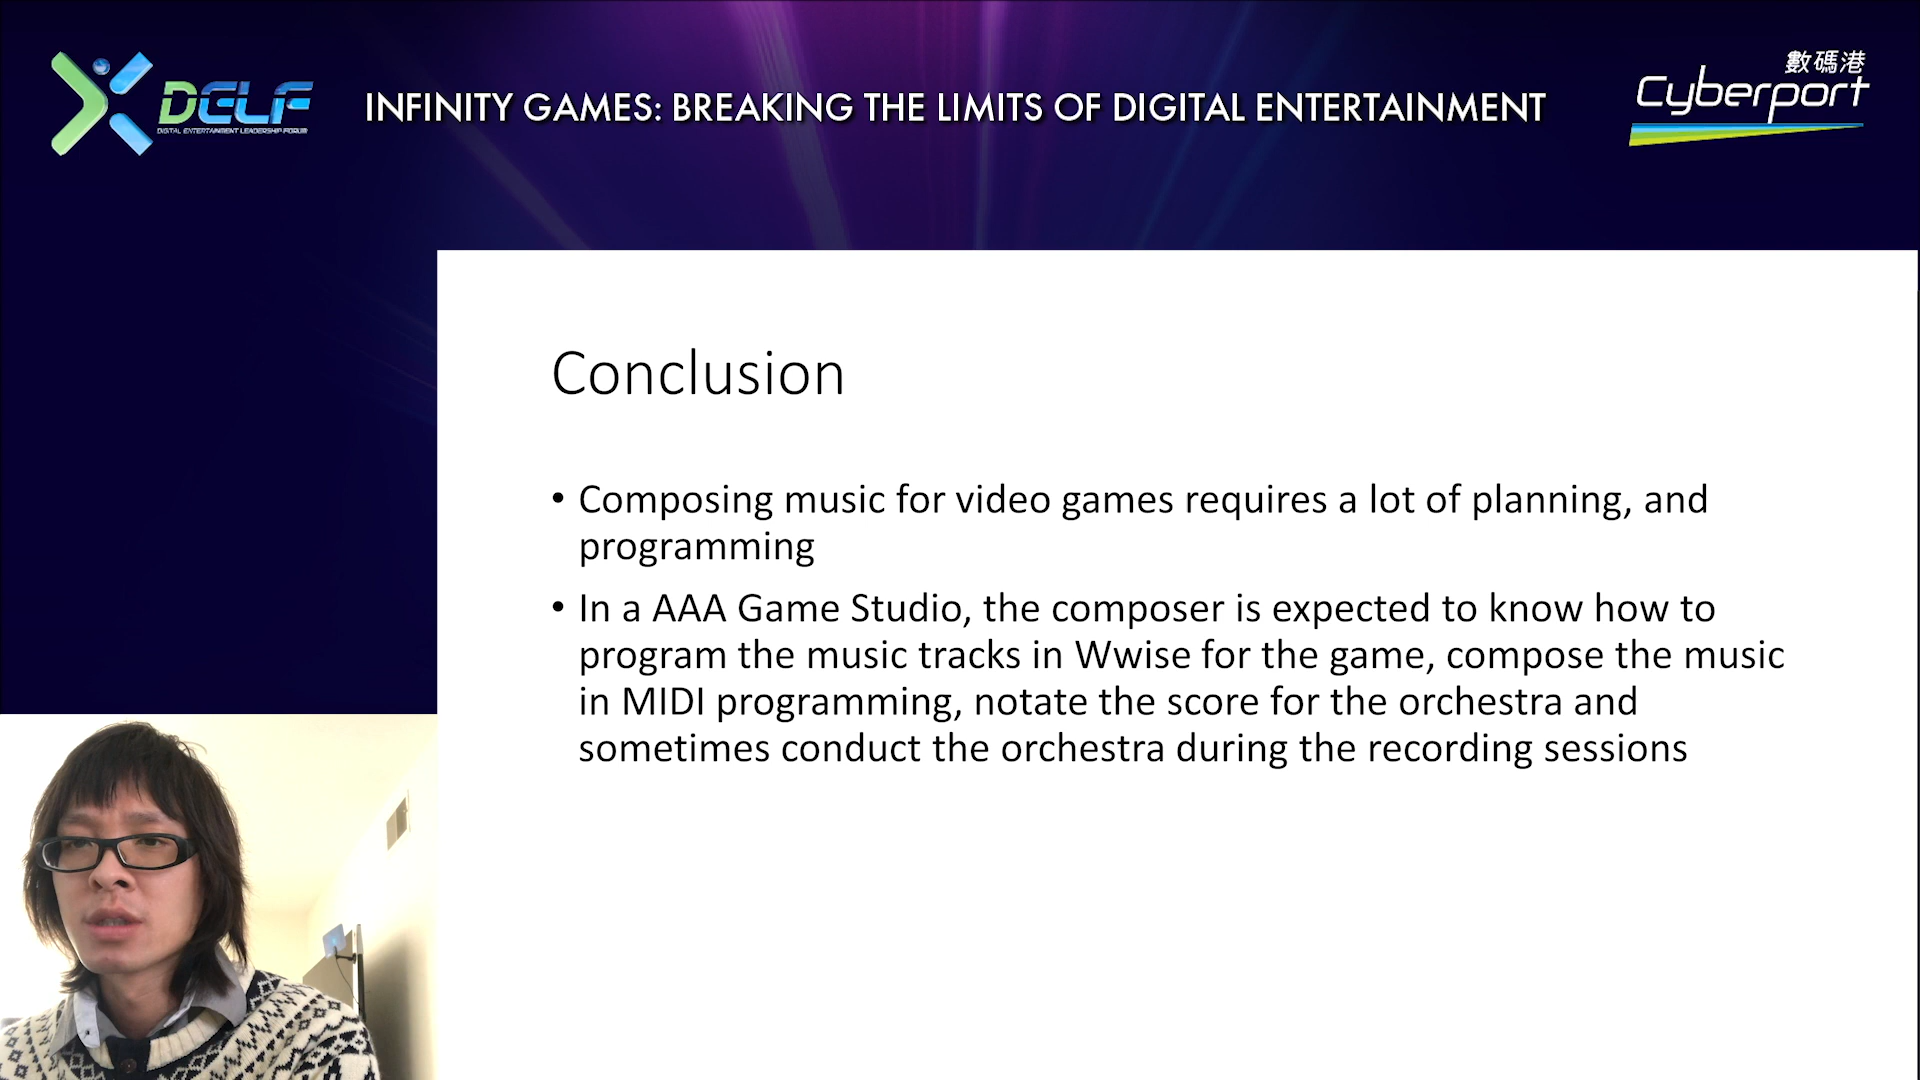 DELF
DIGITAL ENTERTAINMENT LEADERSHIP FORUM
INFINITY GAMES: BREAKING THE LIMITS OF DIGITAL ENTERTAINMENT
數碼港
Cyberport
Conclusion
• Composing music for video games requires a lot of planning, and
programming
• In a AAA Game Studio, the composer is expected to know how to
program the music tracks in Wwise for the game, compose the music
in MIDI programming, notate the score for the orchestra and
sometimes conduct the orchestra during the recording sessions